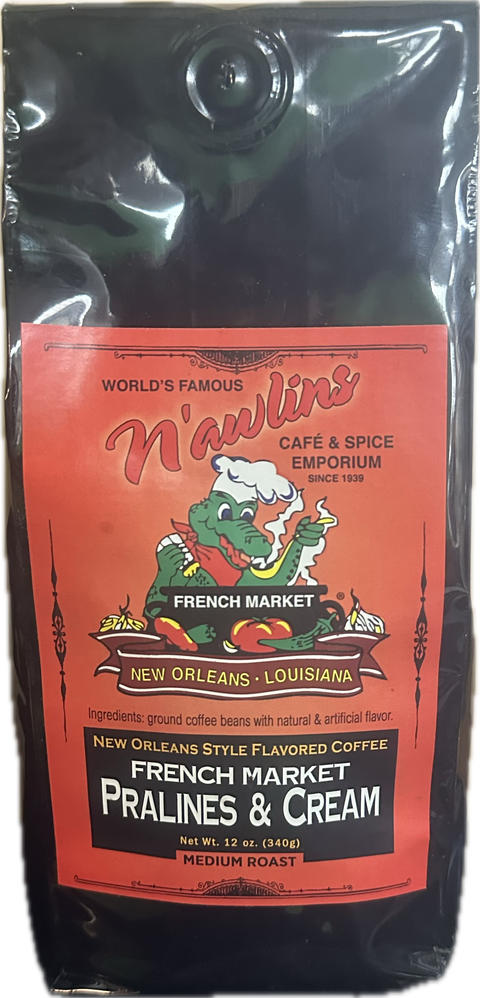 WORLD'S FAMOUS
N'awlins
CAFÉ & SPICE
EMPORIUM
SINCE 1939
FRENCH MARKET ®
NEW ORLEANS · LOUISIANA
Ingredients: ground coffee beans with natural & artificial flavor.
NEW ORLEANS STYLE FLAVORED COFFEE
FRENCH MARKET
PRALINES & CREAM
Net Wt. 12 oz. (340g)
MEDIUM ROAST